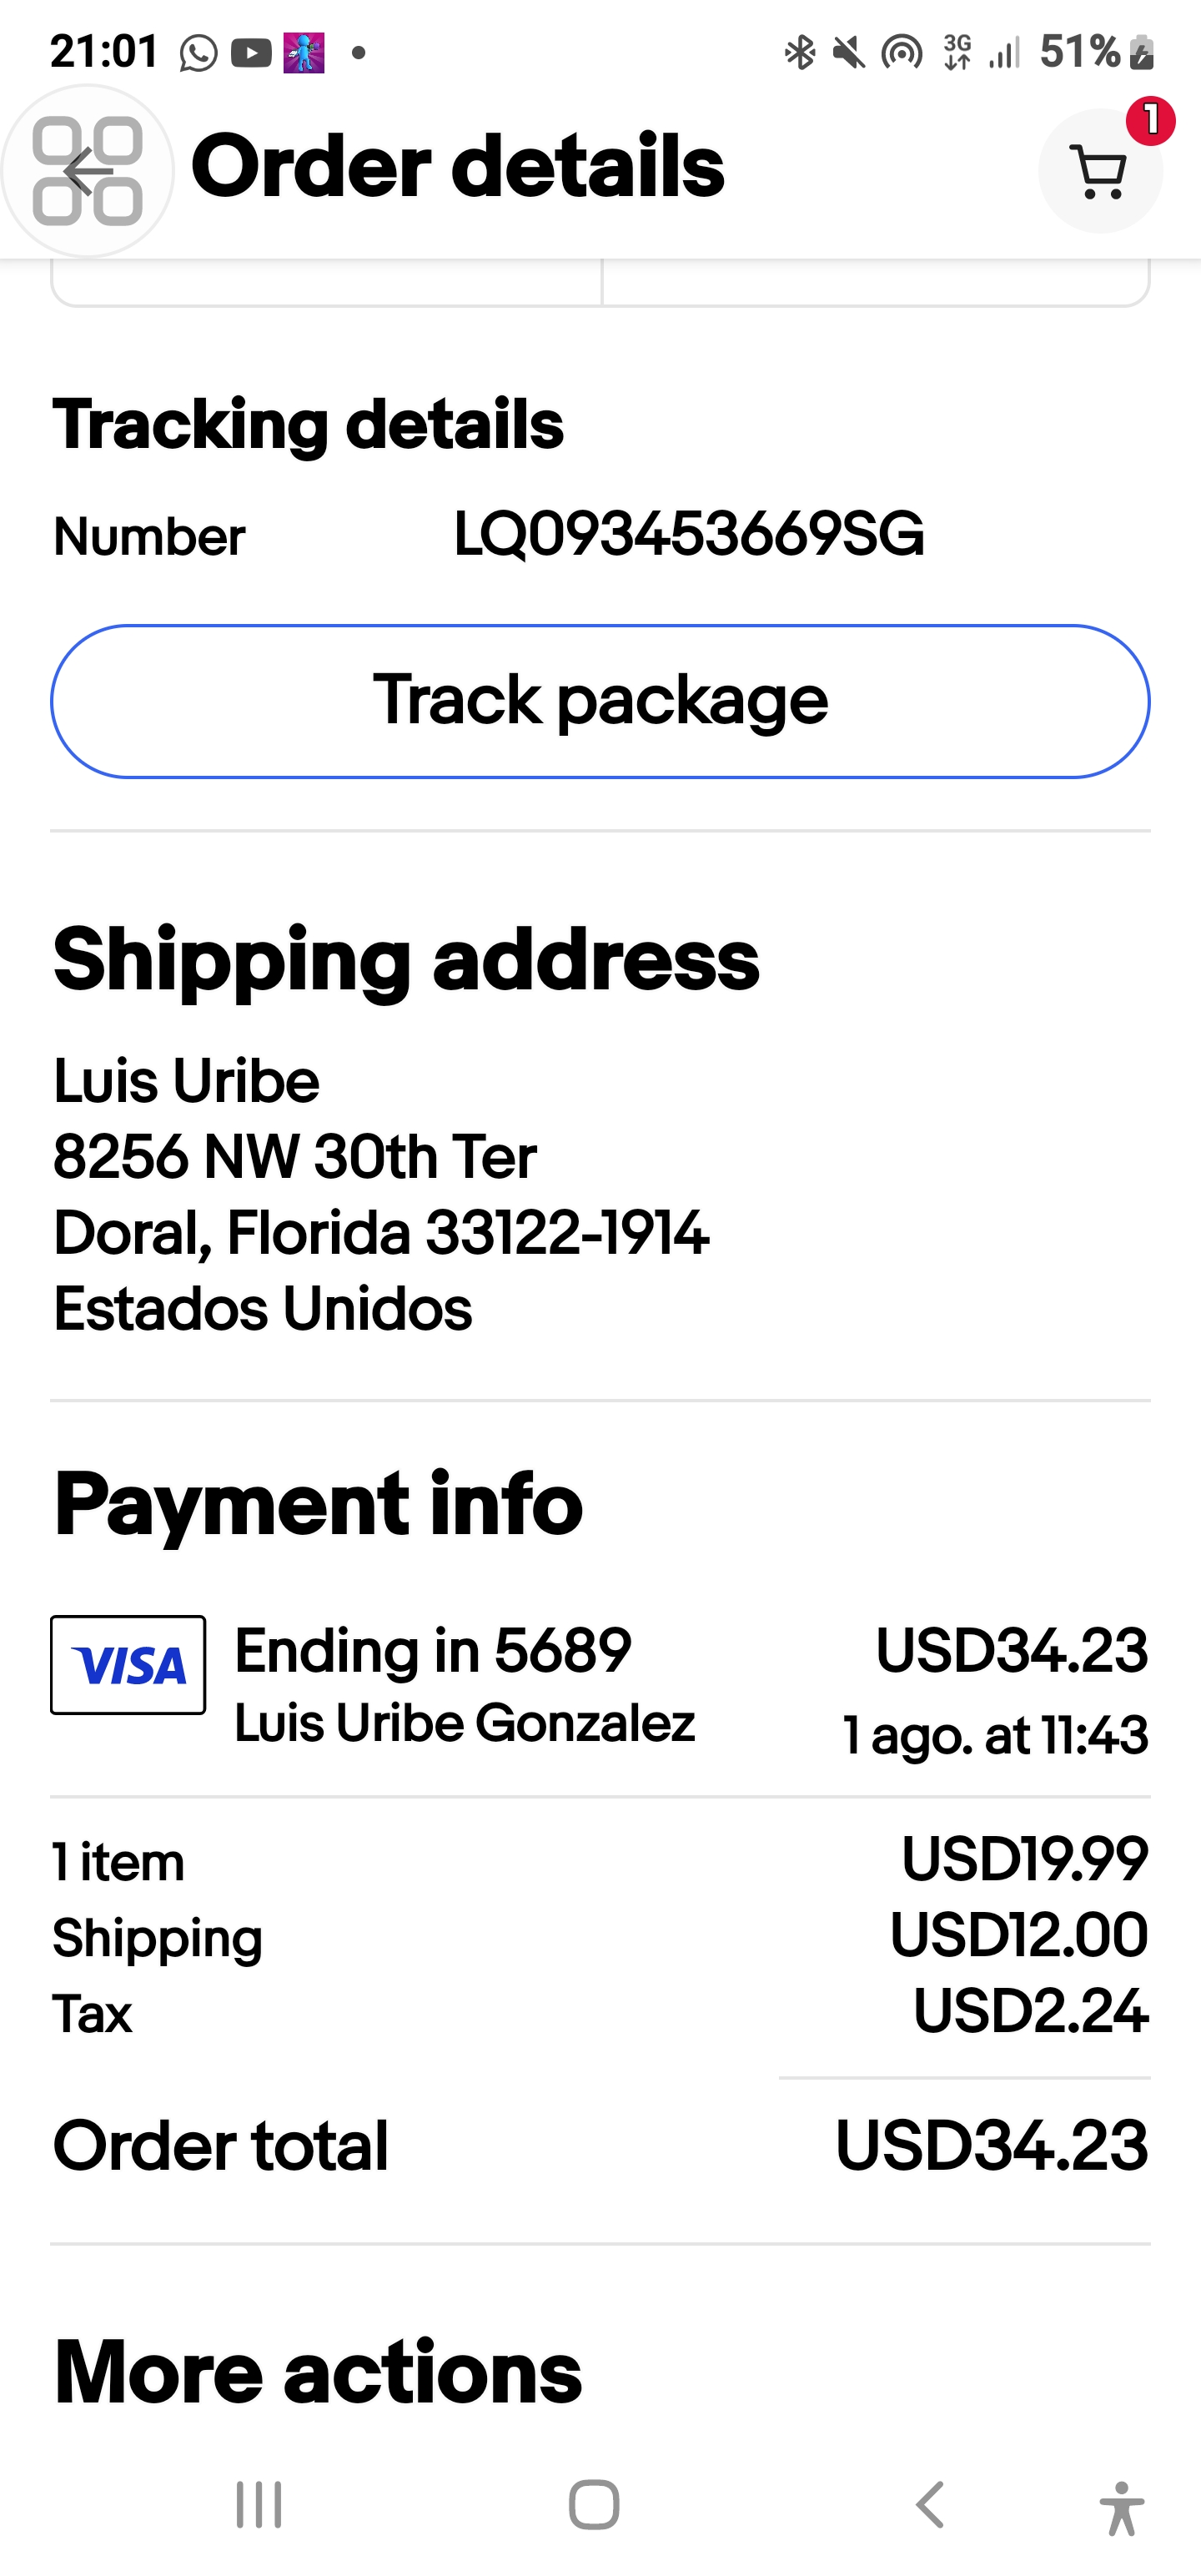 21:01
3G
51%
Order details
1
Tracking details
Number LQ093453669SG
Track package
Shipping address
Luis Uribe
8256 NW 30th Ter
Doral, Florida 33122-1914
Estados Unidos
Payment info
VISA Ending in 5689 USD34.23
Luis Uribe Gonzalez 1 ago. at 11:43
1 item USD19.99
Shipping USD12.00
Tax USD2.24
Order total USD34.23
More actions